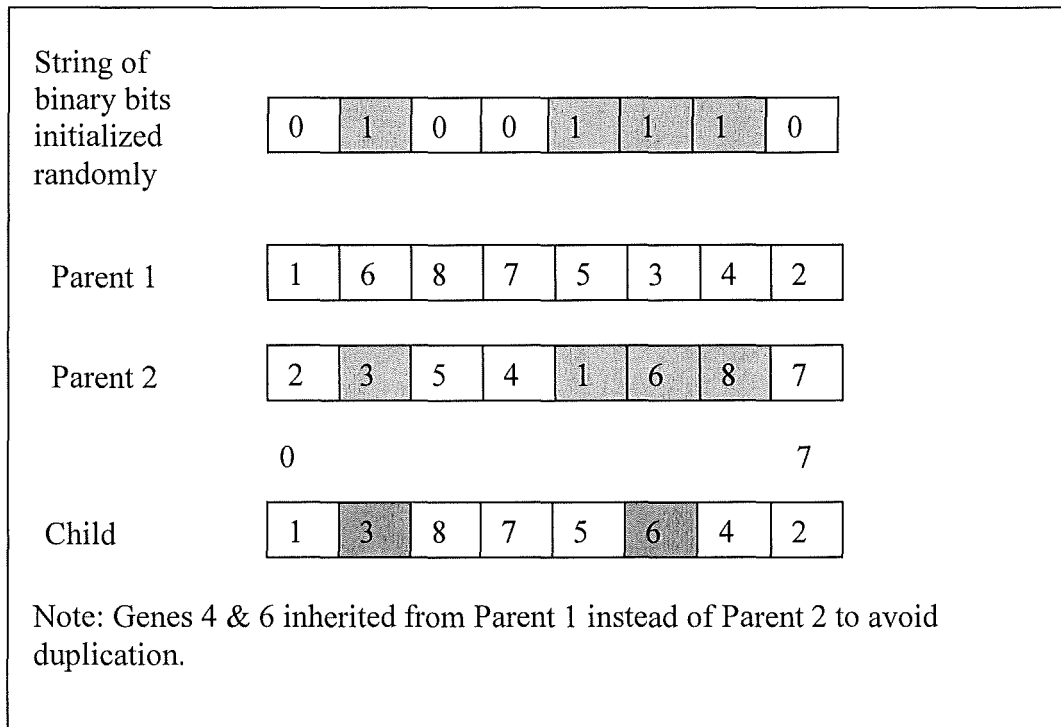 String of
binary bits
initialized
randomly
0 1 0 0 1 1 1 0
Parent 1
1 6 8 7 5 3 4 2
Parent 2
2 3 5 4 1 6 8 7
0 7
Child
1 3 8 7 5 6 4 2
Note: Genes 4 & 6 inherited from Parent 1 instead of Parent 2 to avoid
duplication.